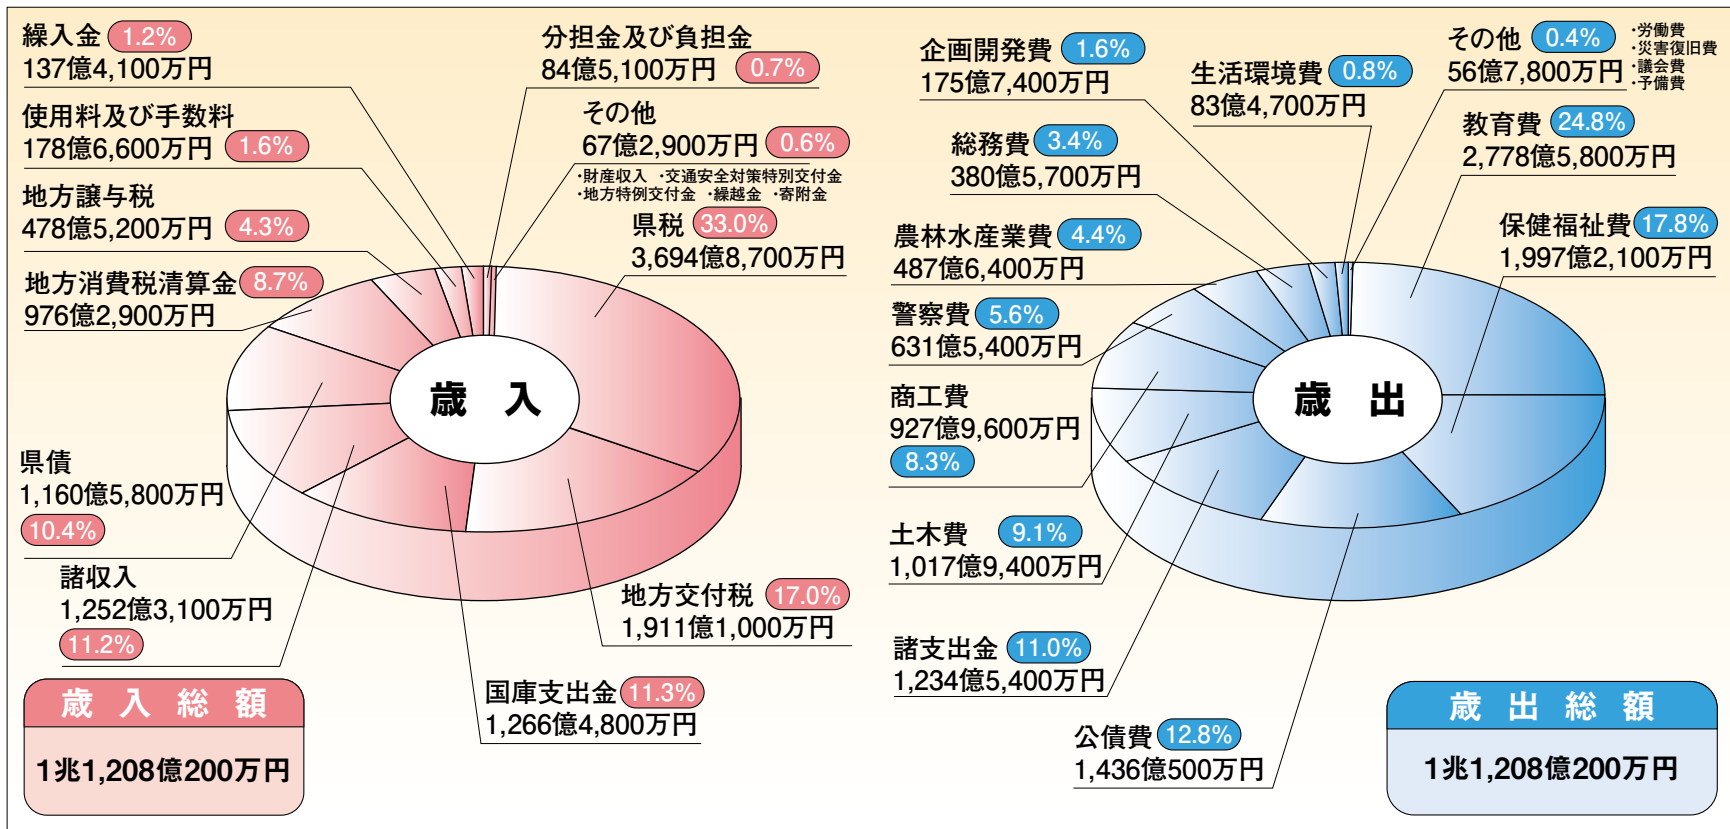 繰入金 1.2%
137億4,100万円
使用料及び手数料
178億6,600万円 1.6%
地方譲与税
478億5,200万円 4.3%
地方消費税清算金 8.7%
976億2,900万円
県債
1,160億5,800万円
10.4%
諸収入
1,252億3,100万円
11.2%
分担金及び負担金
84億5,100万円 0.7%
その他
67億2,900万円 0.6%
・財産収入 ・交通安全対策特別交付金
・地方特例交付金 ・繰越金 ・寄附金
県税 33.0%
3,694億8,700万円
歳入
地方交付税 17.0%
1,911億1,000万円
国庫支出金 11.3%
1,266億4,800万円
歳入総額
1兆1,208億200万円
企画開発費 1.6%
175億7,400万円
総務費 3.4%
380億5,700万円
農林水産業費 4.4%
487億6,400万円
警察費 5.6%
631億5,400万円
商工費
927億9,600万円
8.3%
土木費 9.1%
1,017億9,400万円
諸支出金 11.0%
1,234億5,400万円
公債費 12.8%
1,436億500万円
生活環境費 0.8%
83億4,700万円
その他 0.4%
56億7,800万円
・労働費
・災害復旧費
・議会費
・予備費
教育費 24.8%
2,778億5,800万円
保健福祉費 17.8%
1,997億2,100万円
歳出
歳出総額
1兆1,208億200万円